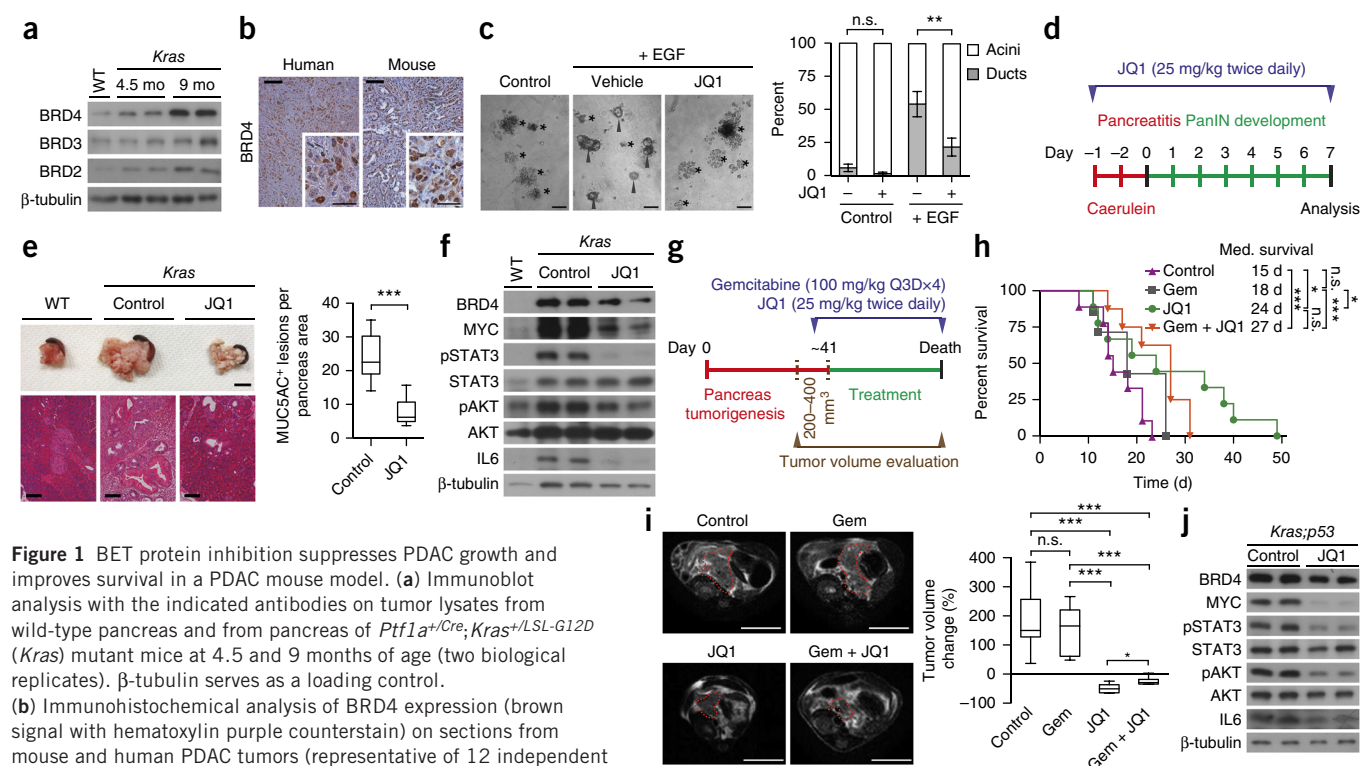 a
Kras
WT
4.5 mo
9 mo
BRD4
BRD3
BRD2
β-tubulin
b
Human
Mouse
BRD4
c
+ EGF
Control
Vehicle
JQ1
* * * * * * * * * * *
n.s.
**
Percent
100
75
50
25
0
Acini
Ducts
JQ1
– + – +
Control
+ EGF
d
JQ1 (25 mg/kg twice daily)
Pancreatitis PanIN development
Day –1 –2 0 1 2 3 4 5 6 7
Caerulein
Analysis
e
Kras
WT
Control
JQ1
MUC5AC+ lesions per
pancreas area
***
40
30
20
10
0
Control
JQ1
f
Kras
WT
Control
JQ1
BRD4
MYC
pSTAT3
STAT3
pAKT
AKT
IL6
β-tubulin
g
Gemcitabine (100 mg/kg Q3D×4)
JQ1 (25 mg/kg twice daily)
Day 0
~41
Death
Pancreas
tumorigenesis
200–400
mm3
Treatment
Tumor volume evaluation
h
Med. survival
Control 15 d
Gem 18 d
JQ1 24 d
Gem + JQ1 27 d
***
*
n.s.
n.s.
***
*
Percent survival
100
75
50
25
0
0 10 20 30 40 50
Time (d)
i
Control
Gem
JQ1
Gem + JQ1
Tumor volume
change (%)
***
***
n.s.
***
***
*
400
300
200
100
0
–100
Control
Gem
JQ1
Gem + JQ1
j
Kras;p53
Control
JQ1
BRD4
MYC
pSTAT3
STAT3
pAKT
AKT
IL6
β-tubulin
Figure 1 BET protein inhibition suppresses PDAC growth and
improves survival in a PDAC mouse model. (a) Immunoblot
analysis with the indicated antibodies on tumor lysates from
wild-type pancreas and from pancreas of Ptf1a+/Cre;Kras+/LSL-G12D
(Kras) mutant mice at 4.5 and 9 months of age (two biological
replicates). β-tubulin serves as a loading control.
(b) Immunohistochemical analysis of BRD4 expression (brown
signal with hematoxylin purple counterstain) on sections from
mouse and human PDAC tumors (representative of 12 independent